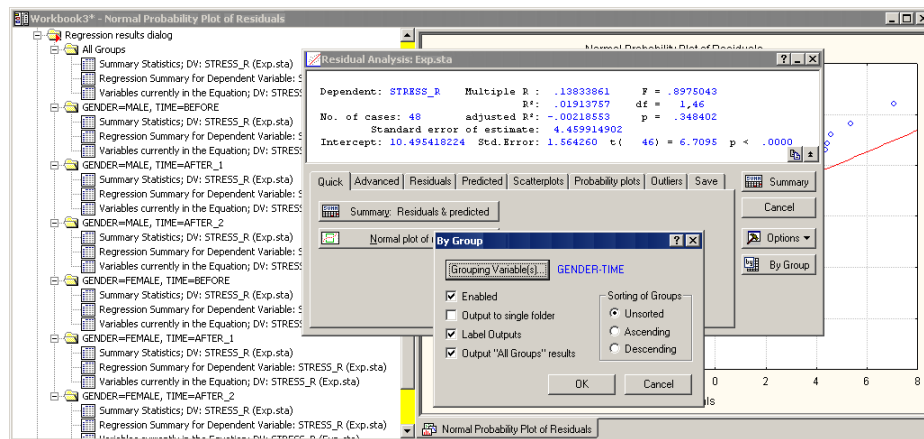 Workbook3* - Normal Probability Plot of Residuals
Regression results dialog
All Groups
Summary Statistics; DV: STRESS_R (Exp.sta)
Regression Summary for Dependent Variable: S
Variables currently in the Equation; DV: STRES
GENDER=MALE, TIME=BEFORE
Summary Statistics; DV: STRESS_R (Exp.sta)
Regression Summary for Dependent Variable: S
Variables currently in the Equation; DV: STRES
GENDER=MALE, TIME=AFTER_1
Summary Statistics; DV: STRESS_R (Exp.sta)
Regression Summary for Dependent Variable: S
Variables currently in the Equation; DV: STRES
GENDER=MALE, TIME=AFTER_2
Summary Statistics; DV: STRESS_R (Exp.sta)
Regression Summary for Dependent Variable: S
Variables currently in the Equation; DV: STRES
GENDER=FEMALE, TIME=BEFORE
Summary Statistics; DV: STRESS_R (Exp.sta)
Regression Summary for Dependent Variable: S
Variables currently in the Equation; DV: STRES
GENDER=FEMALE, TIME=AFTER_1
Summary Statistics; DV: STRESS_R (Exp.sta)
Regression Summary for Dependent Variable: STRESS_R (Exp.sta)
Variables currently in the Equation; DV: STRESS_R (Exp.sta)
GENDER=FEMALE, TIME=AFTER_2
Summary Statistics; DV: STRESS_R (Exp.sta)
Regression Summary for Dependent Variable: STRESS_R (Exp.sta)
Variables currently in the Equation; DV: STRESS_R (Exp.sta)
Normal Probability Plot of Residuals
Residual Analysis: Exp.sta
Dependent: STRESS_R Multiple R : .13833861 F = .8975043
R²: .01913757 df = 1,46
No. of cases: 48 adjusted R²: -.00218553 p = .348402
Standard error of estimate: 4.459914902
Intercept: 10.495418224 Std.Error: 1.564260 t( 46) = 6.7095 p < .0000
Quick Advanced Residuals Predicted Scatterplots Probability plots Outliers Save
Summary: Residuals & predicted
Normal plot of r
Summary
Cancel
Options
By Group
By Group
Grouping Variable(s)... GENDER-TIME
Enabled
Output to single folder
Label Outputs
Output "All Groups" results
Sorting of Groups
Unsorted
Ascending
Descending
OK Cancel
0 2 4 6 8
als
Normal Probability Plot of Residuals